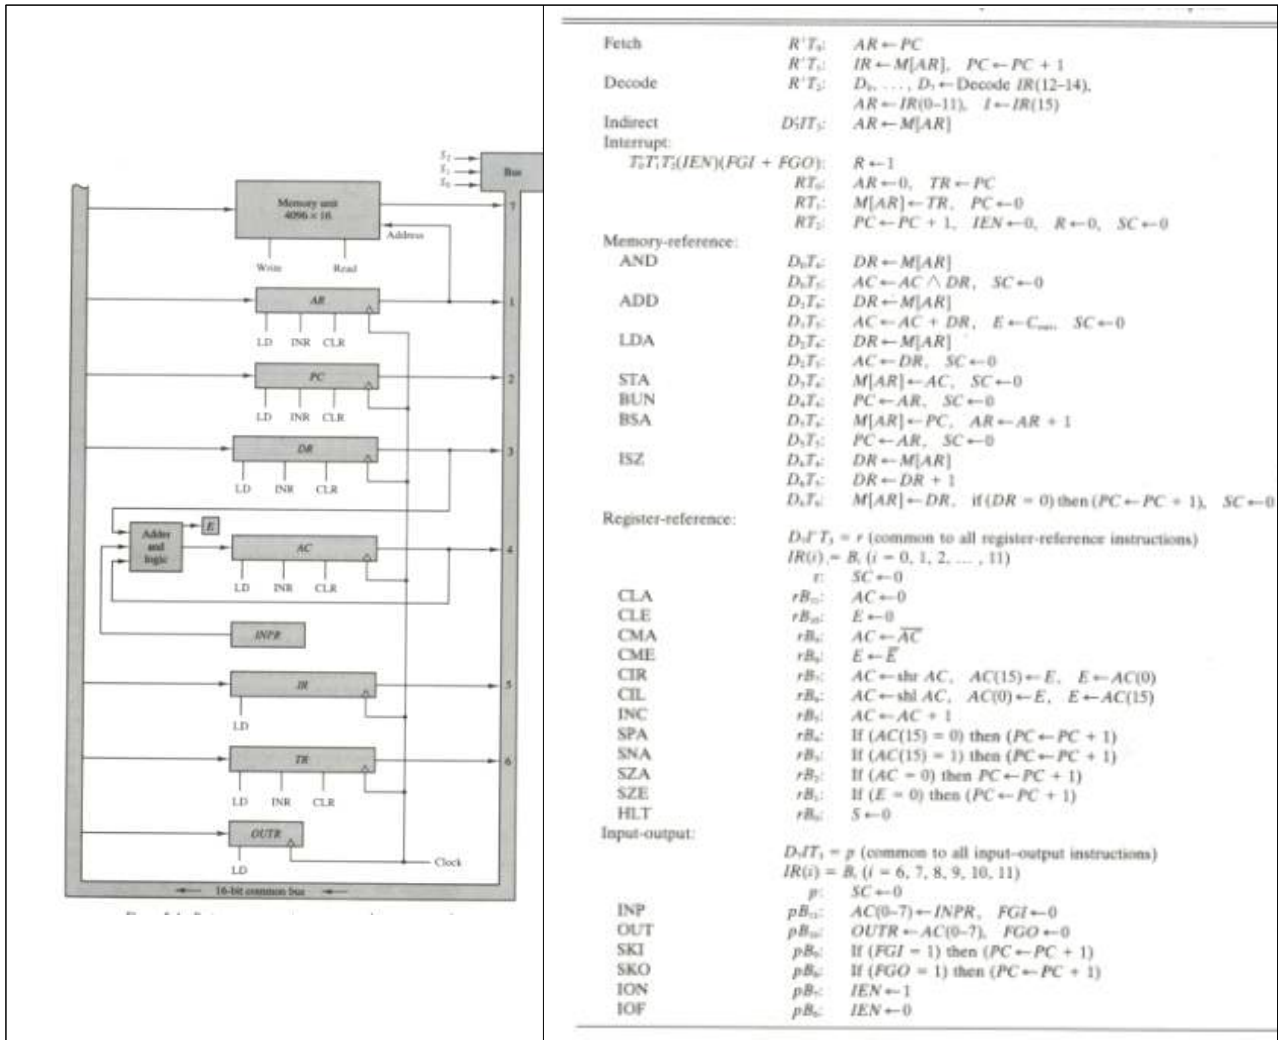 S₂
S₁
S₀
Bus
Memory unit
4096 × 16
7
Address
Write Read
AR
1
LD INR CLR
PC
2
LD INR CLR
DR
3
LD INR CLR
E
Adder
and
logic
AC
4
LD INR CLR
INPR
IR
5
LD
TR
6
LD INR CLR
OUTR
Clock
LD
16-bit common bus
Fetch R'T₀: AR ← PC
R'T₁: IR ← M[AR], PC ← PC + 1
Decode R'T₂: D₀, . . . , D₇ ← Decode IR(12–14),
AR ← IR(0–11), I ← IR(15)
Indirect D₇'IT₃: AR ← M[AR]
Interrupt:
T₀'T₁'T₂'(IEN)(FGI + FGO): R ← 1
RT₀: AR ← 0, TR ← PC
RT₁: M[AR] ← TR, PC ← 0
RT₂: PC ← PC + 1, IEN ← 0, R ← 0, SC ← 0
Memory-reference:
AND D₀T₄: DR ← M[AR]
D₀T₅: AC ← AC ∧ DR, SC ← 0
ADD D₁T₄: DR ← M[AR]
D₁T₅: AC ← AC + DR, E ← Cout, SC ← 0
LDA D₂T₄: DR ← M[AR]
D₂T₅: AC ← DR, SC ← 0
STA D₃T₄: M[AR] ← AC, SC ← 0
BUN D₄T₄: PC ← AR, SC ← 0
BSA D₅T₄: M[AR] ← PC, AR ← AR + 1
D₅T₅: PC ← AR, SC ← 0
ISZ D₆T₄: DR ← M[AR]
D₆T₅: DR ← DR + 1
D₆T₆: M[AR] ← DR, if (DR = 0) then (PC ← PC + 1), SC ← 0
Register-reference:
D₇I'T₃ = r (common to all register-reference instructions)
IR(i) = Bᵢ (i = 0, 1, 2, ... , 11)
r: SC ← 0
CLA rB₁₁: AC ← 0
CLE rB₁₀: E ← 0
CMA rB₉: AC ← A̅C̅
CME rB₈: E ← E̅
CIR rB₇: AC ← shr AC, AC(15) ← E, E ← AC(0)
CIL rB₆: AC ← shl AC, AC(0) ← E, E ← AC(15)
INC rB₅: AC ← AC + 1
SPA rB₄: If (AC(15) = 0) then (PC ← PC + 1)
SNA rB₃: If (AC(15) = 1) then (PC ← PC + 1)
SZA rB₂: If (AC = 0) then PC ← PC + 1)
SZE rB₁: If (E = 0) then (PC ← PC + 1)
HLT rB₀: S ← 0
Input-output:
D₇IT₃ = p (common to all input–output instructions)
IR(i) = Bᵢ (i = 6, 7, 8, 9, 10, 11)
p: SC ← 0
INP pB₁₁: AC(0–7) ← INPR, FGI ← 0
OUT pB₁₀: OUTR ← AC(0–7), FGO ← 0
SKI pB₉: If (FGI = 1) then (PC ← PC + 1)
SKO pB₈: If (FGO = 1) then (PC ← PC + 1)
ION pB₇: IEN ← 1
IOF pB₆: IEN ← 0